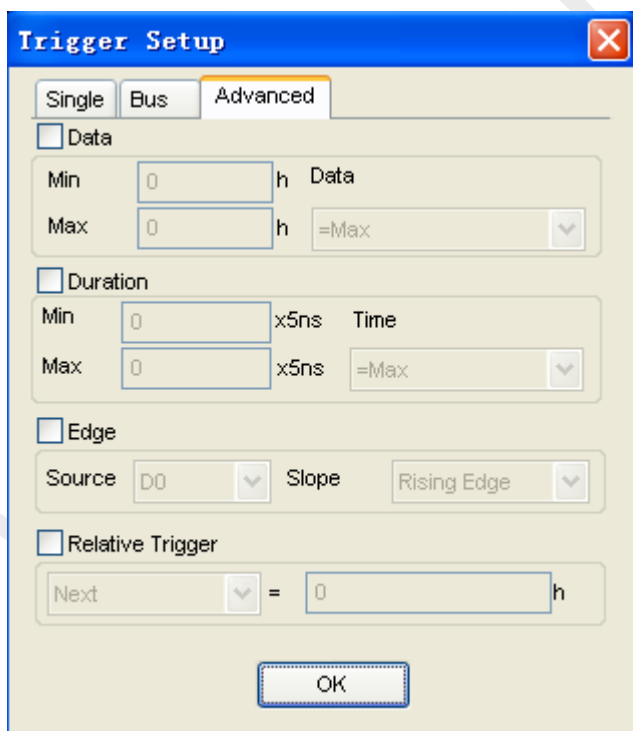 Trigger Setup
Single Bus Advanced
Data
Min 0 h Data
Max 0 h =Max
Duration
Min 0 x5ns Time
Max 0 x5ns =Max
Edge
Source D0 Slope Rising Edge
Relative Trigger
Next = 0 h
OK